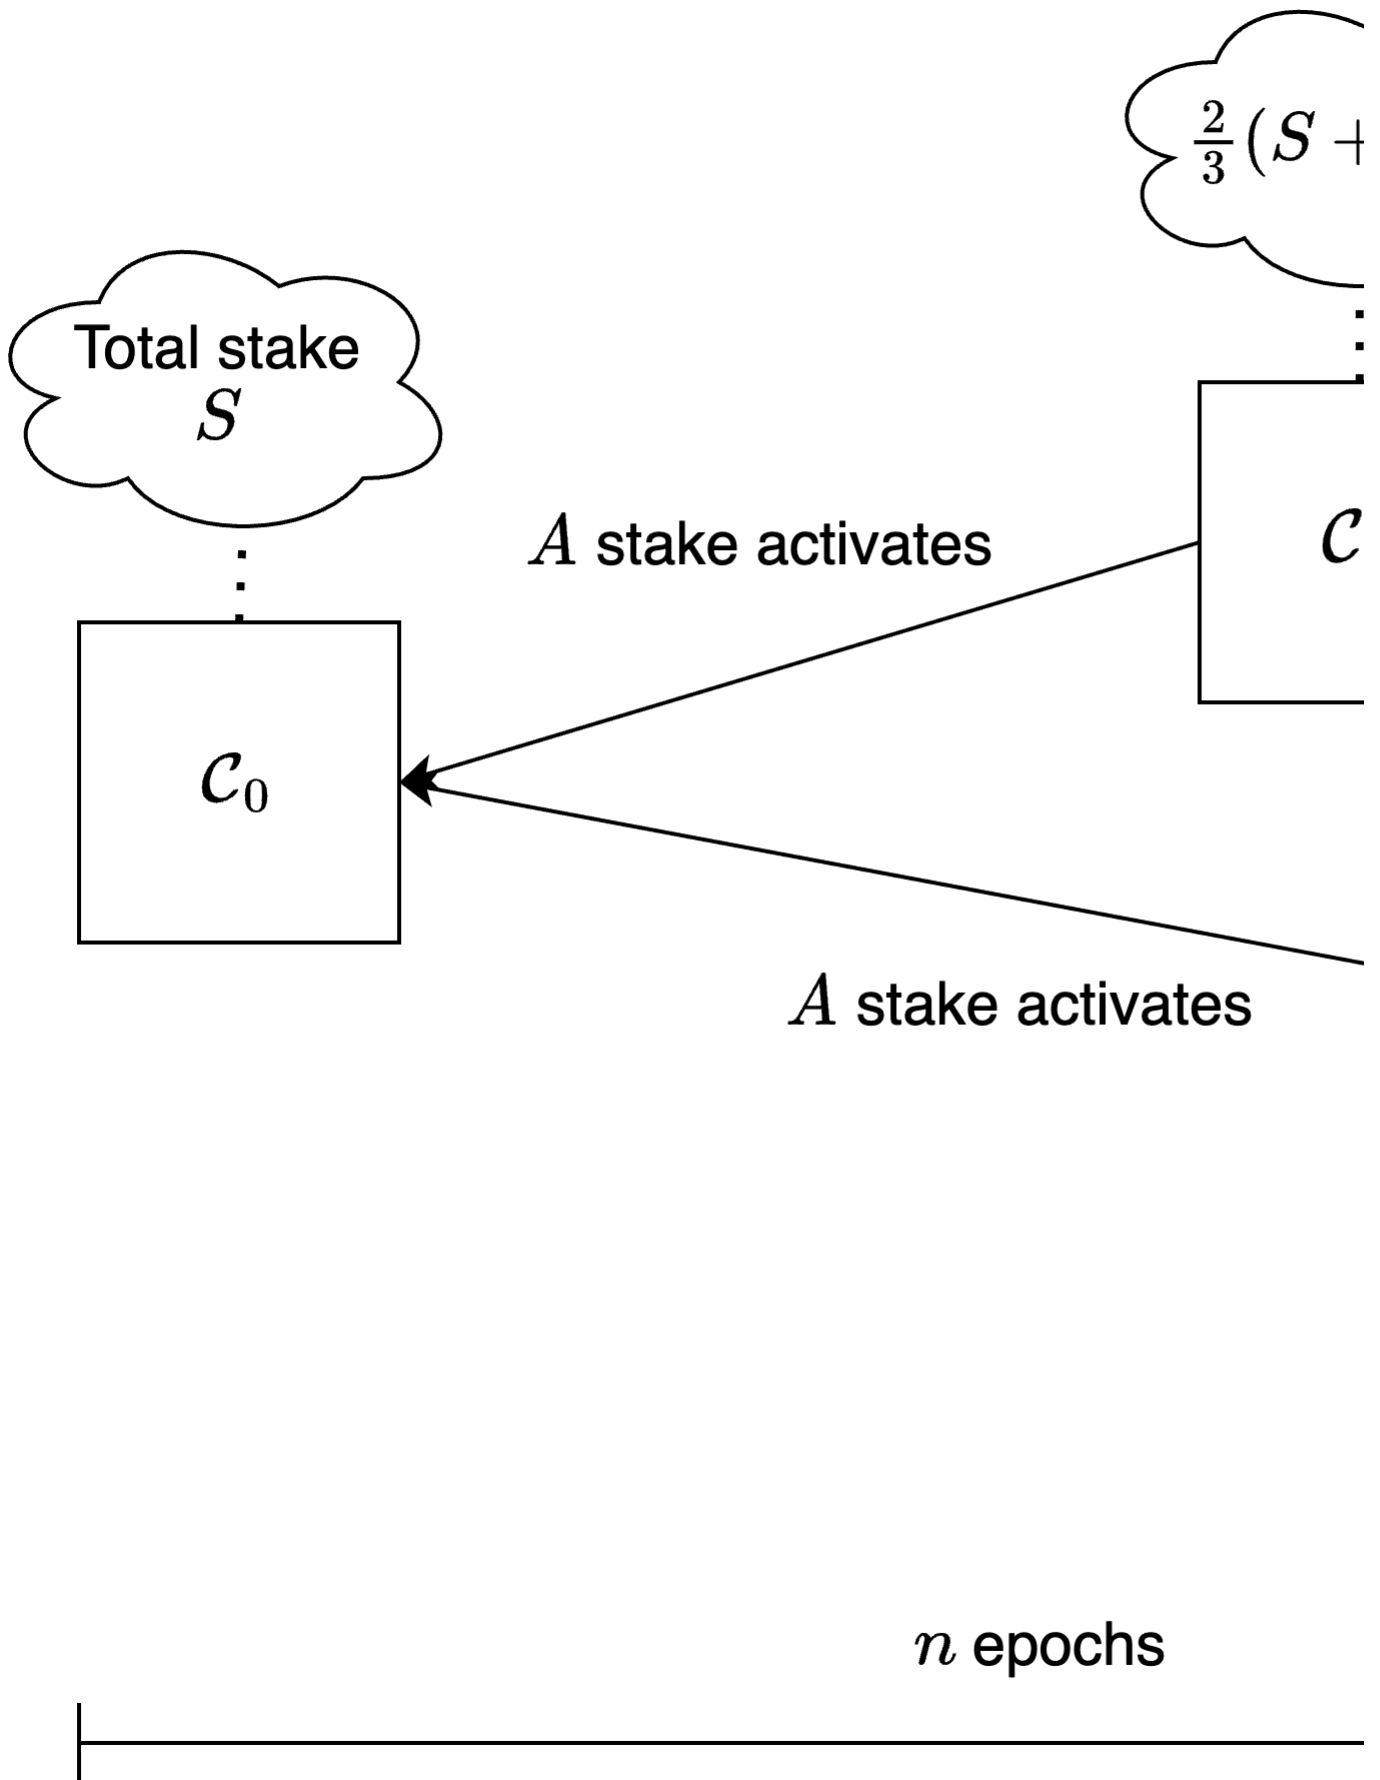 2/3(S +
Total stake
S
A stake activates
C
C₀
A stake activates
n epochs